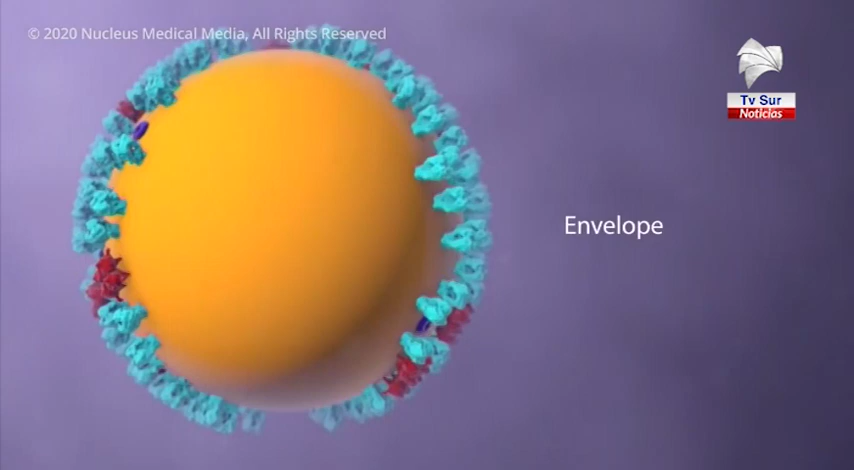 © 2020 Nucleus Medical Media, All Rights Reserved
Tv Sur
Noticias
Envelope